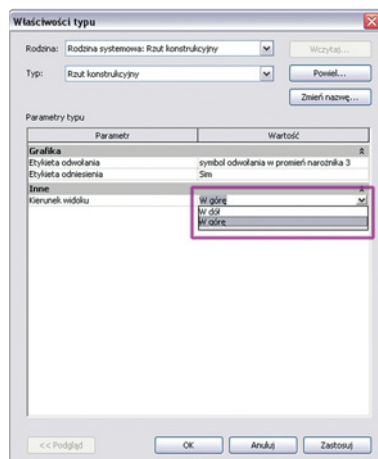 Właściwości typu
Rodzina: Rodzina systemowa: Rzut konstrukcyjny Wczytaj...
Typ: Rzut konstrukcyjny Powiel...
Zmień nazwę...
Parametry typu
Parametr Wartość
Grafika
Etykieta odwołania symbol odwołania w promień narożnika 3
Etykieta odniesienia Sim
Inne
Kierunek widoku W górę
W dół
W górę
<< Podgląd OK Anuluj Zastosuj